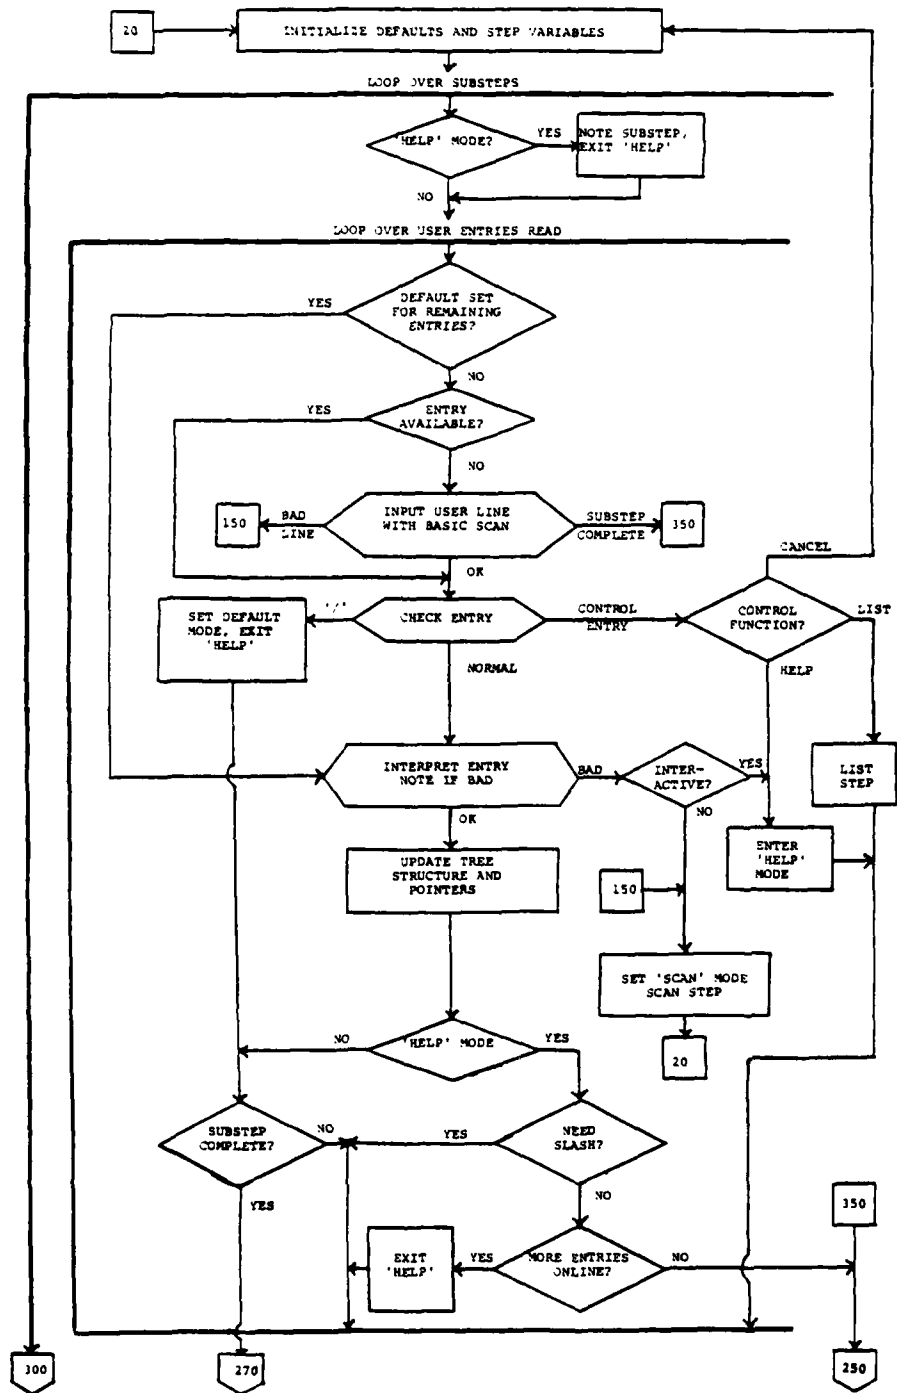 20
INITIALIZE DEFAULTS AND STEP VARIABLES
LOOP OVER SUBSTEPS
'HELP' MODE?
YES
NOTE SUBSTEP,
EXIT 'HELP'
NO
LOOP OVER USER ENTRIES READ
YES
DEFAULT SET
FOR REMAINING
ENTRIES?
NO
YES
ENTRY
AVAILABLE?
NO
150
BAD
LINE
INPUT USER LINE
WITH BASIC SCAN
SUBSTEP
COMPLETE
350
OK
CANCEL
SET DEFAULT
MODE, EXIT
'HELP'
'/'
CHECK ENTRY
CONTROL
ENTRY
CONTROL
FUNCTION?
LIST
NORMAL
HELP
INTERPRET ENTRY
NOTE IF BAD
BAD
INTER-
ACTIVE?
YES
LIST
STEP
OK
NO
UPDATE TREE
STRUCTURE AND
POINTERS
150
ENTER
'HELP'
MODE
SET 'SCAN' MODE
SCAN STEP
NO
'HELP' MODE
YES
20
SUBSTEP
COMPLETE?
NO
YES
NEED
SLASH?
YES
NO
350
EXIT
'HELP'
YES
MORE ENTRIES
ONLINE?
NO
300
270
250